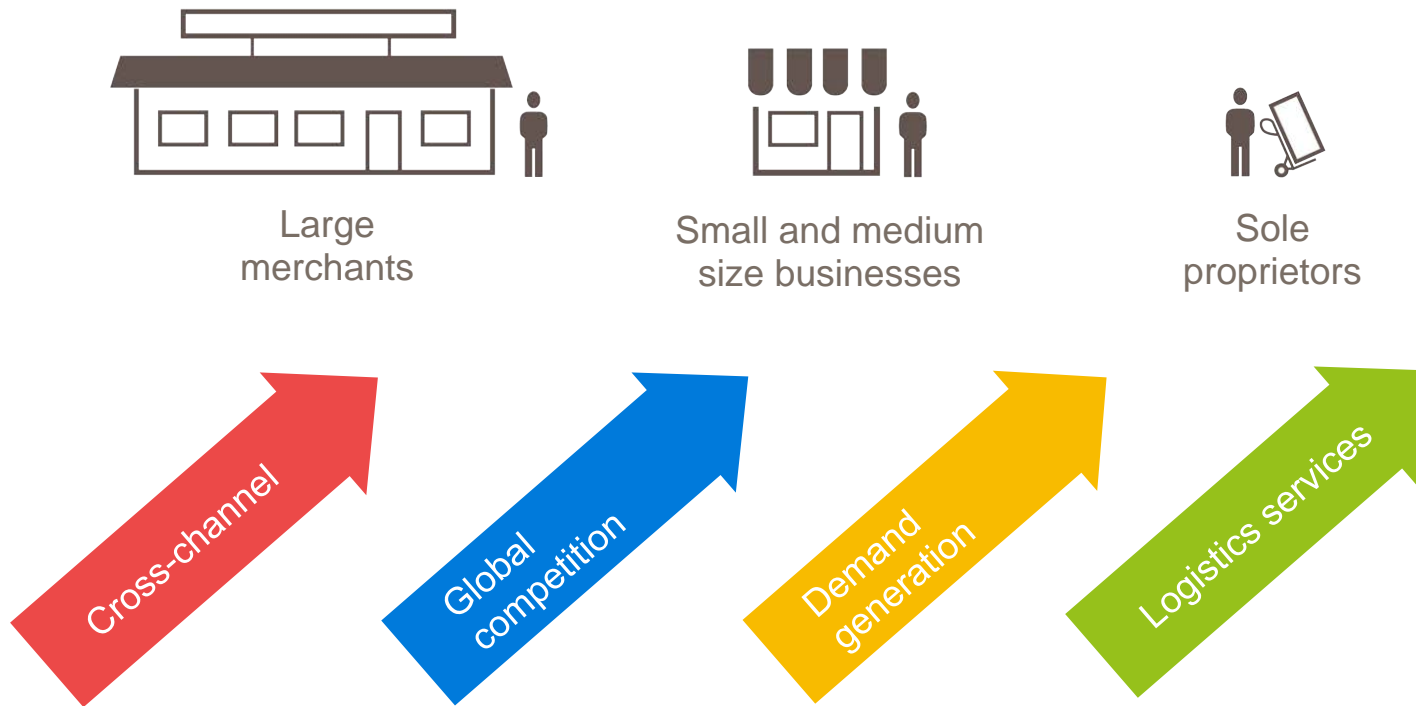 Large
merchants
Small and medium
size businesses
Sole
proprietors
Cross-channel
Global
competition
Demand
generation
Logistics services